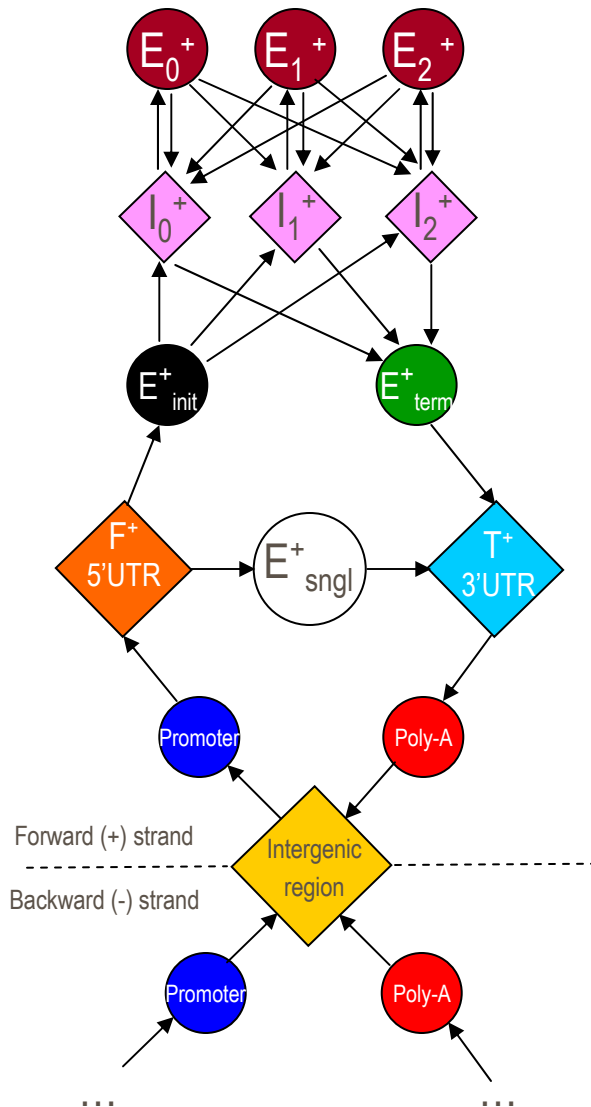 E₀⁺ E₁⁺ E₂⁺
I₀⁺ I₁⁺ I₂⁺
E⁺init E⁺term
F⁺
5'UTR
E⁺sngl
T⁺
3'UTR
Promoter Poly-A
Forward (+) strand
Intergenic
region
Backward (-) strand
Promoter Poly-A
... ...